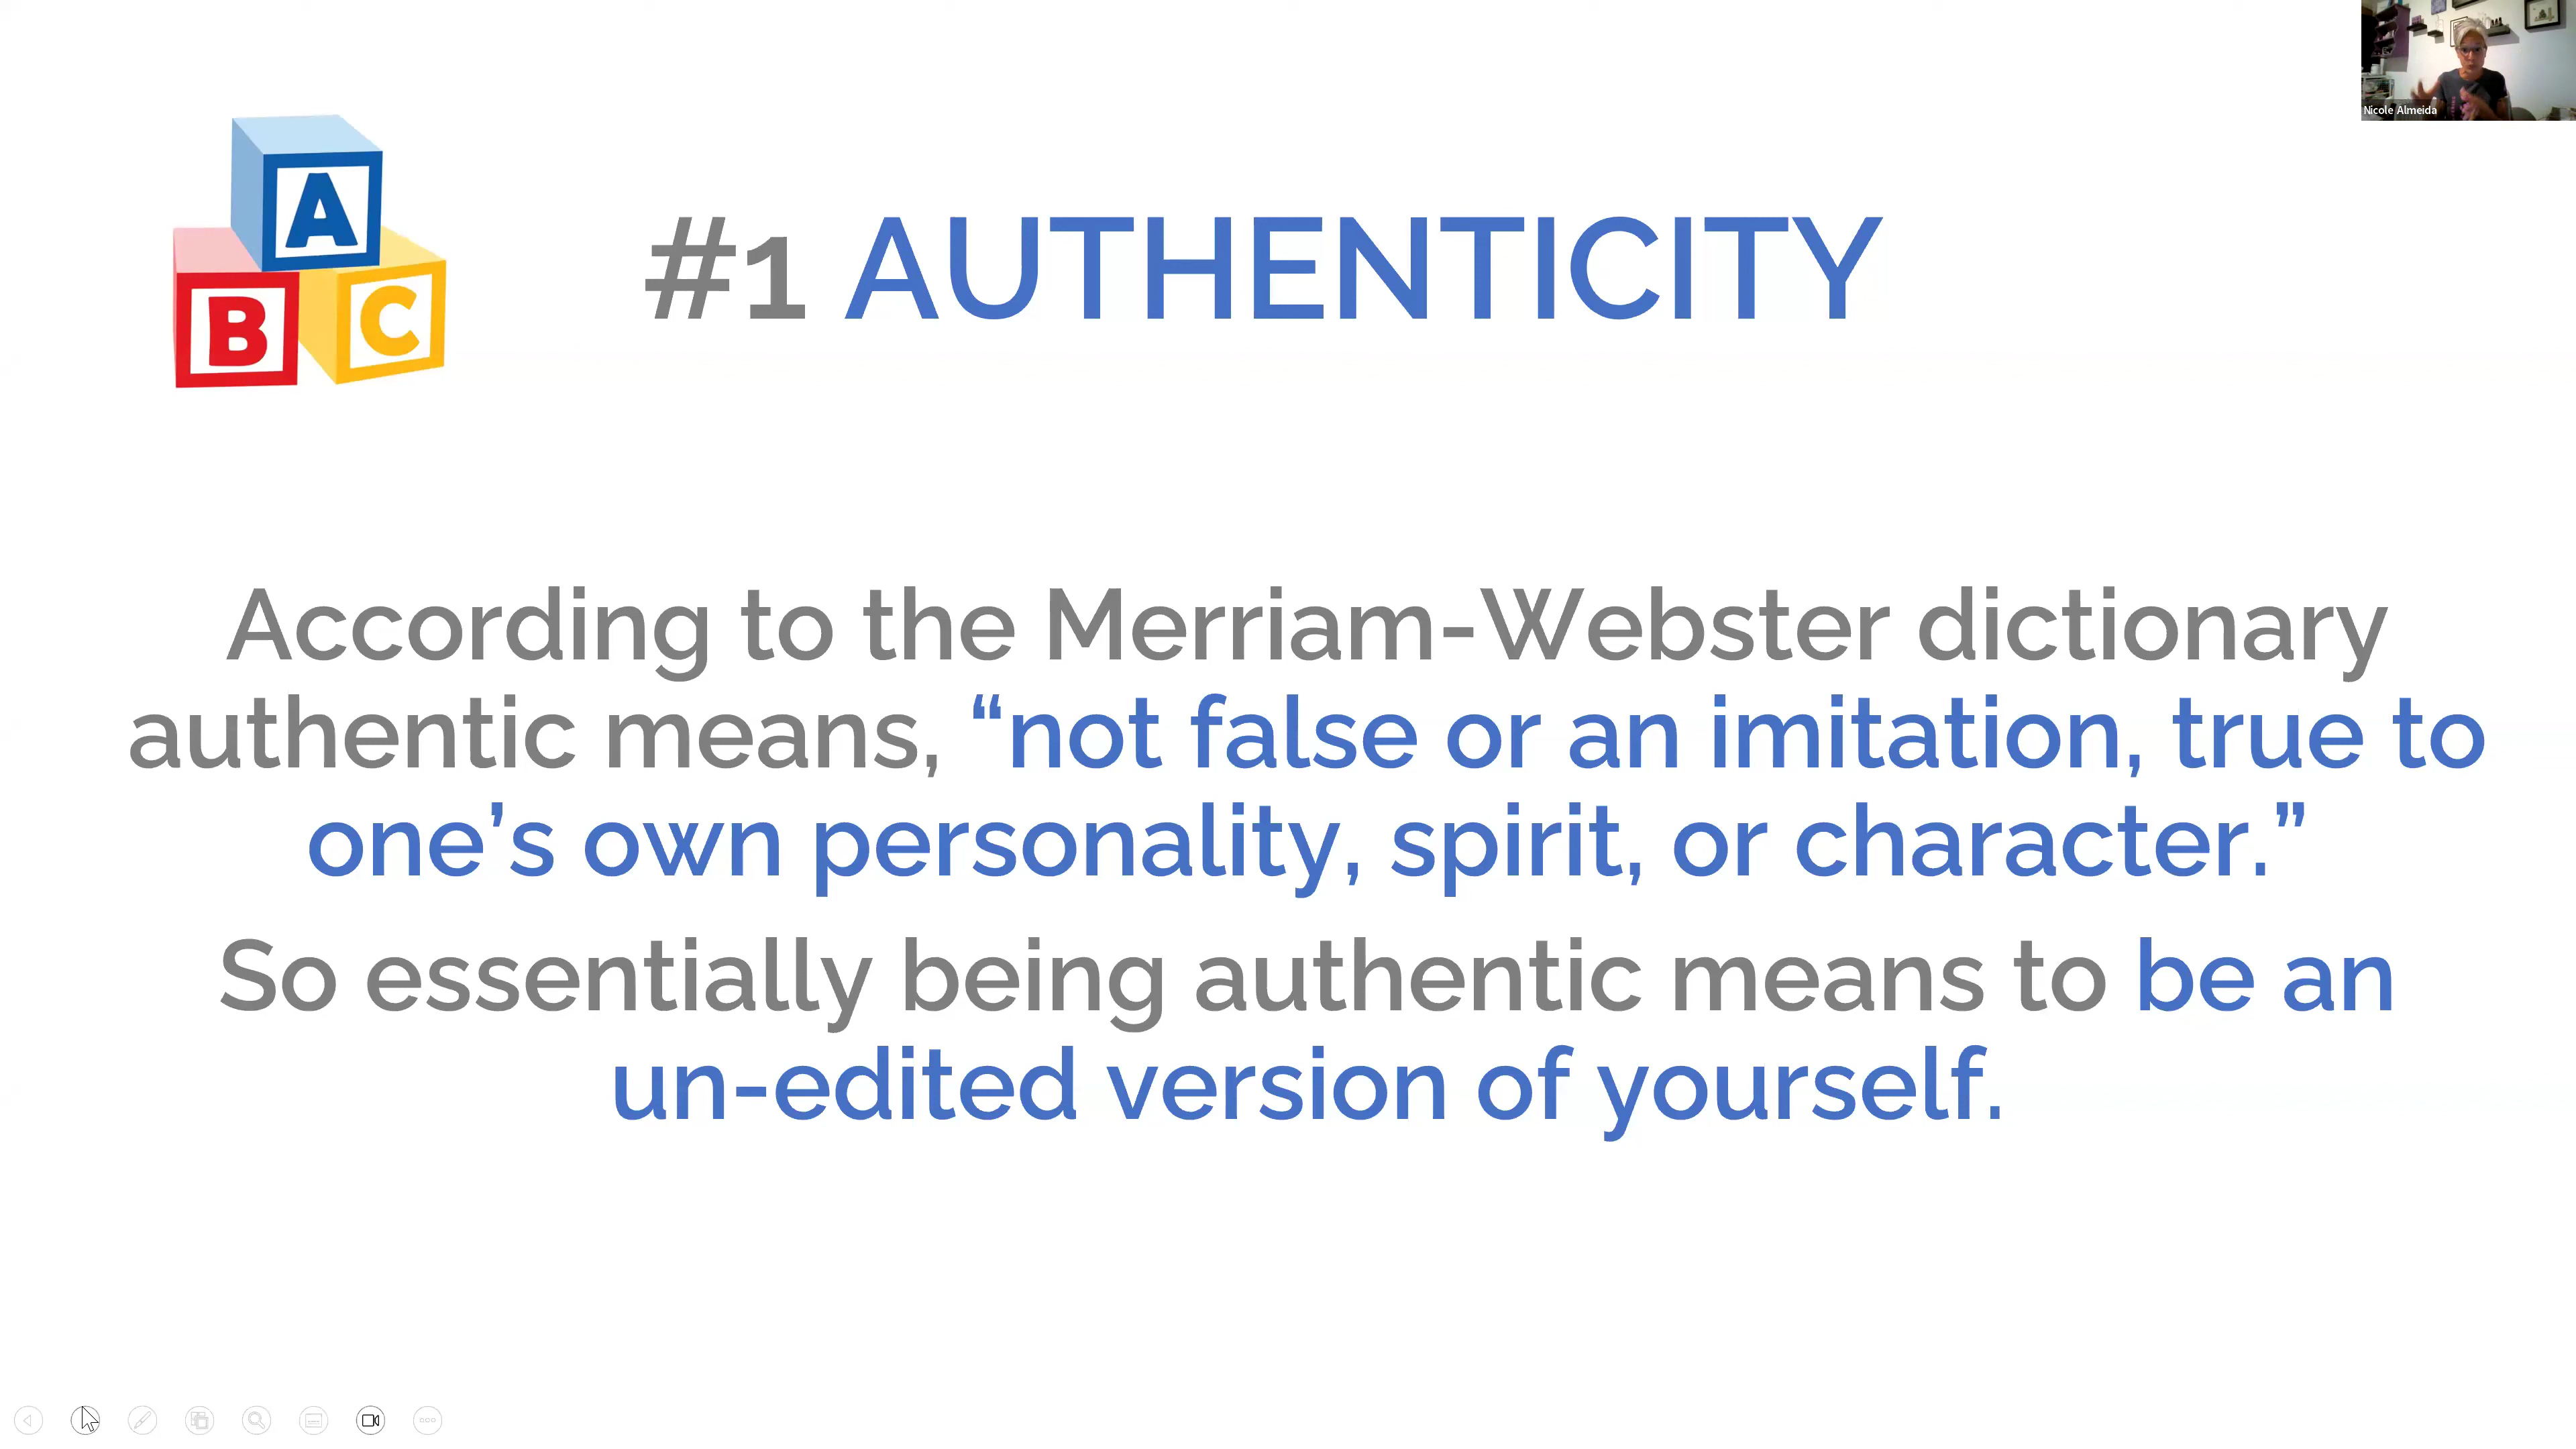 Nicole Almeida
A
B
C
#1 AUTHENTICITY
According to the Merriam-Webster dictionary
authentic means, “not false or an imitation, true to
one’s own personality, spirit, or character.”
So essentially being authentic means to be an
un-edited version of yourself.